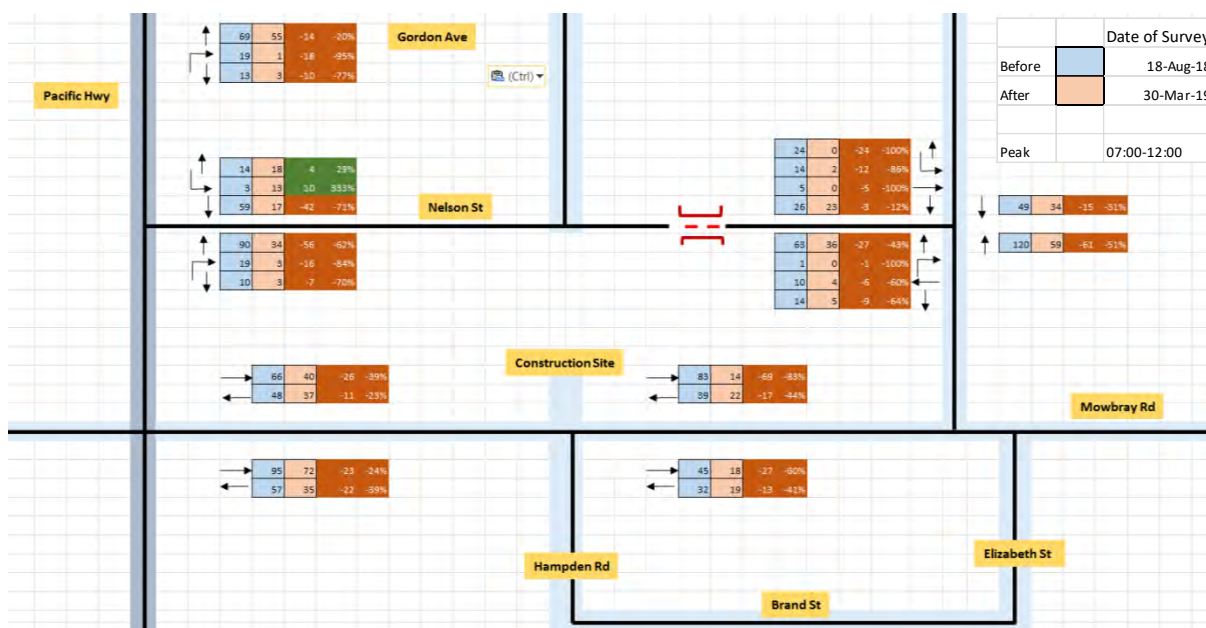 69 55 -14 -20%
Gordon Ave
19 1 -18 -95%
13 3 -10 -77%
(Ctrl)
Pacific Hwy
Date of Survey
Before 18-Aug-18
After 30-Mar-19
Peak 07:00-12:00
14 18 4 29%
3 13 10 333%
59 17 -42 -71%
Nelson St
24 0 -24 -100%
14 2 -12 -86%
5 0 -5 -100%
26 23 -3 -12%
49 34 -15 -31%
120 59 -61 -51%
90 34 -56 -62%
19 3 -16 -84%
10 3 -7 -70%
63 36 -27 -43%
1 0 -1 -100%
10 4 -6 -60%
14 5 -9 -64%
Construction Site
66 40 -26 -39%
48 37 -11 -23%
83 14 -69 -83%
39 22 -17 -44%
Mowbray Rd
95 72 -23 -24%
57 35 -22 -39%
45 18 -27 -60%
32 19 -13 -41%
Hampden Rd
Elizabeth St
Brand St